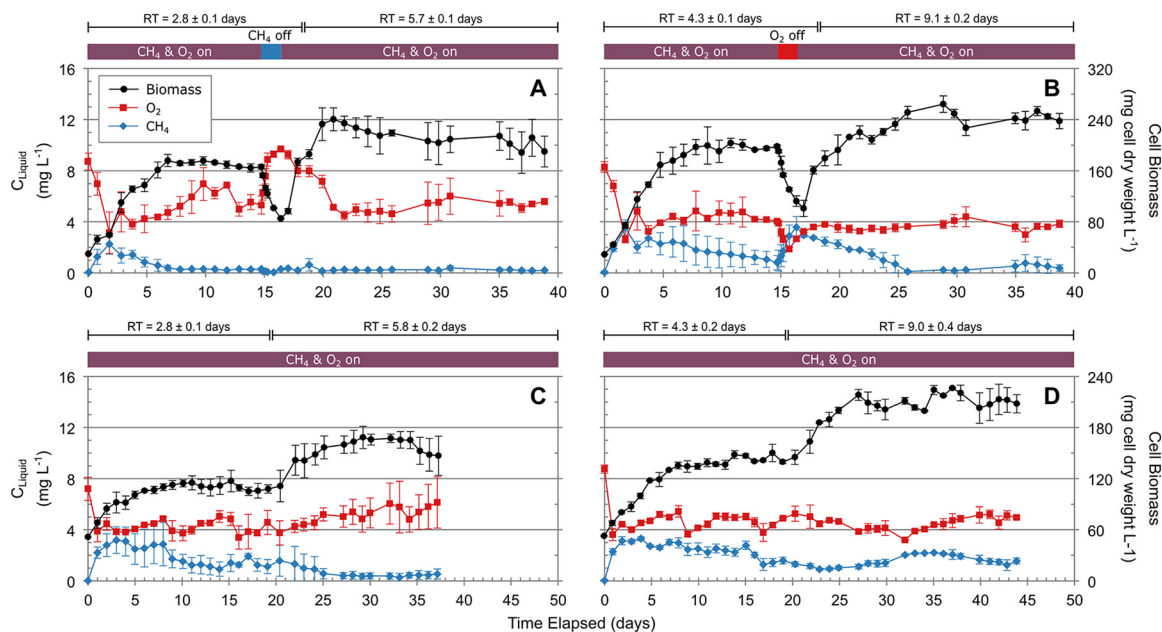 RT = 2.8 ± 0.1 days
RT = 5.7 ± 0.1 days
CH₄ off
CH₄ & O₂ on
CH₄ & O₂ on
A
Biomass
O₂
CH₄
C_Liquid
(mg L⁻¹)
16
12
8
4
0
0 5 10 15 20 25 30 35 40
RT = 4.3 ± 0.1 days
RT = 9.1 ± 0.2 days
O₂ off
CH₄ & O₂ on
CH₄ & O₂ on
B
320
240
160
80
0
Cell Biomass
(mg cell dry weight L⁻¹)
0 5 10 15 20 25 30 35 40
RT = 2.8 ± 0.1 days
RT = 5.8 ± 0.2 days
CH₄ & O₂ on
C
C_Liquid
(mg L⁻¹)
16
12
8
4
0
0 5 10 15 20 25 30 35 40 45 50
RT = 4.3 ± 0.2 days
RT = 9.0 ± 0.4 days
CH₄ & O₂ on
D
240
180
120
60
0
Cell Biomass
(mg cell dry weight L–1)
0 5 10 15 20 25 30 35 40 45 50
Time Elapsed (days)